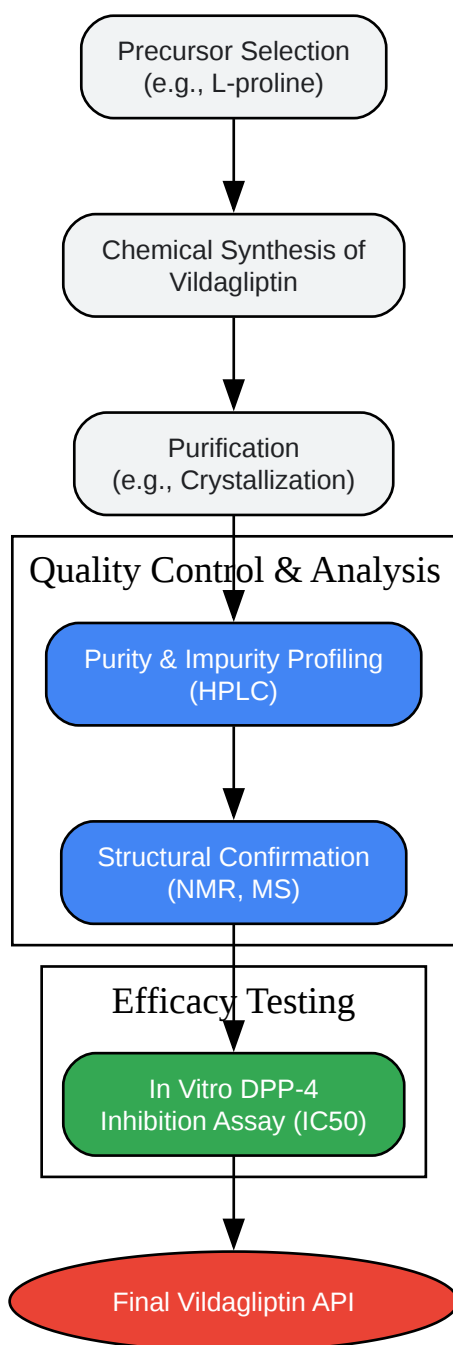 Precursor Selection
(e.g., L-proline)
Chemical Synthesis of
Vildagliptin
Purification
(e.g., Crystallization)
Quality Control & Analysis
Purity & Impurity Profiling
(HPLC)
Structural Confirmation
(NMR, MS)
Efficacy Testing
In Vitro DPP-4
Inhibition Assay (IC50)
Final Vildagliptin API